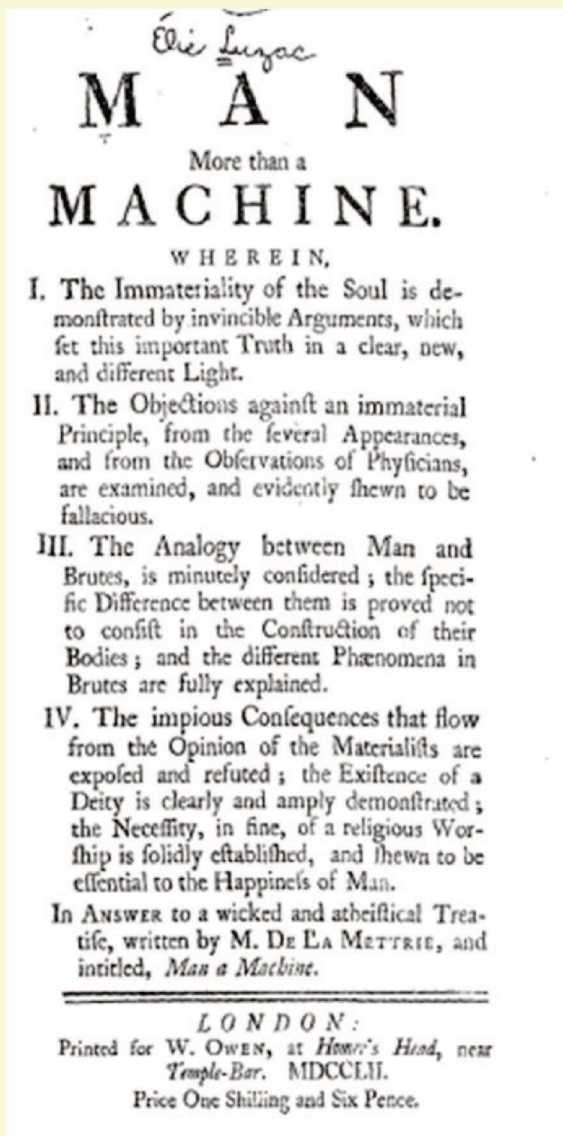 Elie Luzac
MAN
More than a
MACHINE.
WHEREIN,
I. The Immateriality of the Soul is de-
monſtrated by invincible Arguments, which
ſet this important Truth in a clear, new,
and different Light.
II. The Objections againſt an immaterial
Principle, from the ſeveral Appearances,
and from the Obſervations of Phyſicians,
are examined, and evidently ſhewn to be
fallacious.
III. The Analogy between Man and
Brutes, is minutely conſidered ; the ſpeci-
fic Difference between them is proved not
to conſiſt in the Conſtruction of their
Bodies ; and the different Phænomena in
Brutes are fully explained.
IV. The impious Conſequences that flow
from the Opinion of the Materialiſts are
expoſed and refuted ; the Exiſtence of a
Deity is clearly and amply demonſtrated ;
the Neceſſity, in fine, of a religious Wor-
ſhip is ſolidly eſtabliſhed, and ſhewn to be
eſſential to the Happineſs of Man.
In ANSWER to a wicked and atheiſtical Trea-
tiſe, written by M. DE LA METTRIE, and
intitled, Man a Machine.
LONDON:
Printed for W. OWEN, at Homer's Head, near
Temple-Bar. MDCCLII.
Price One Shilling and Six Pence.